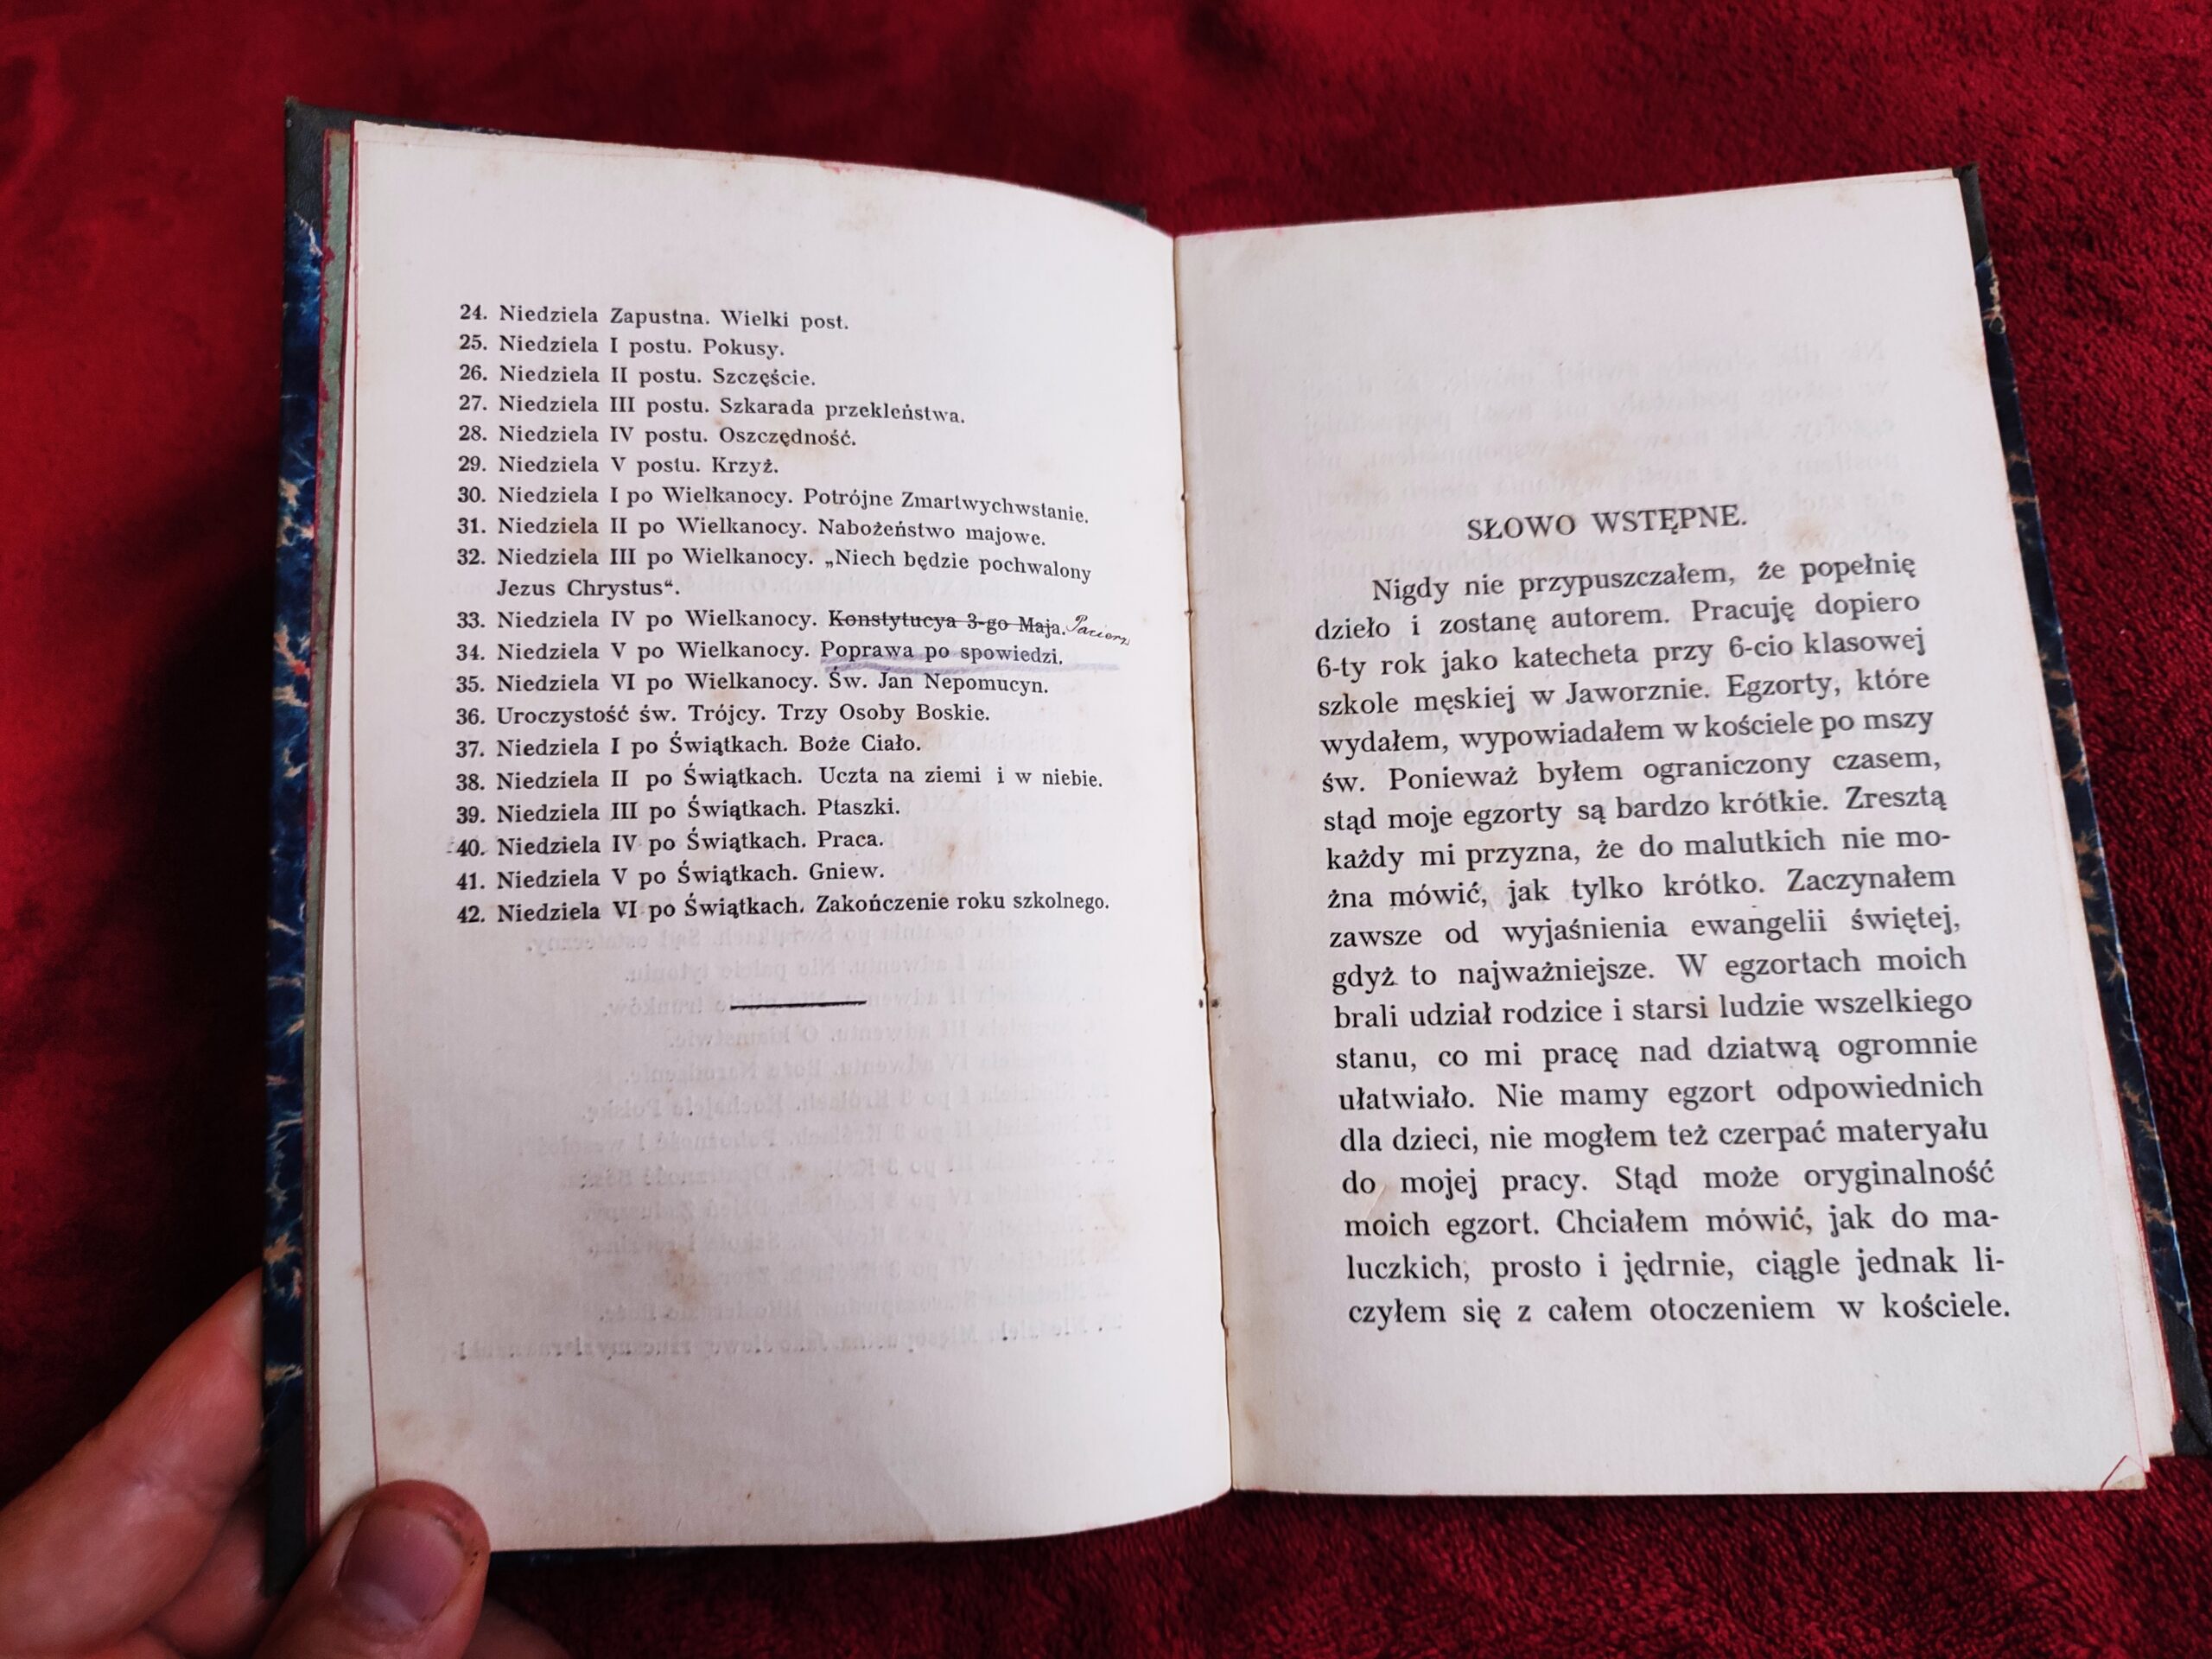 24. Niedziela Zapustna. Wielki post.
25. Niedziela I postu. Pokusy.
26. Niedziela II postu. Szczęście.
27. Niedziela III postu. Szkarada przekleństwa.
28. Niedziela IV postu. Oszczędność.
29. Niedziela V postu. Krzyż.
30. Niedziela I po Wielkanocy. Potrójne Zmartwychwstanie.
31. Niedziela II po Wielkanocy. Nabożeństwo majowe.
32. Niedziela III po Wielkanocy. „Niech będzie pochwalony
Jezus Chrystus“.
33. Niedziela IV po Wielkanocy. Konstytucya 3-go Maja. Pacierz
34. Niedziela V po Wielkanocy. Poprawa po spowiedzi.
35. Niedziela VI po Wielkanocy. Św. Jan Nepomucyn.
36. Uroczystość św. Trójcy. Trzy Osoby Boskie.
37. Niedziela I po Świątkach. Boże Ciało.
38. Niedziela II po Świątkach. Uczta na ziemi i w niebie.
39. Niedziela III po Świątkach. Ptaszki.
40. Niedziela IV po Świątkach. Praca.
41. Niedziela V po Świątkach. Gniew.
42. Niedziela VI po Świątkach. Zakończenie roku szkolnego.
SŁOWO WSTĘPNE.
Nigdy nie przypuszczałem, że popełnię
dzieło i zostanę autorem. Pracuję dopiero
6-ty rok jako katecheta przy 6-cio klasowej
szkole męskiej w Jaworznie. Egzorty, które
wydałem, wypowiadałem w kościele po mszy
św. Ponieważ byłem ograniczony czasem,
stąd moje egzorty są bardzo krótkie. Zresztą
każdy mi przyzna, że do malutkich nie mo-
żna mówić, jak tylko krótko. Zaczynałem
zawsze od wyjaśnienia ewangelii świętej,
gdyż to najważniejsze. W egzortach moich
brali udział rodzice i starsi ludzie wszelkiego
stanu, co mi pracę nad dziatwą ogromnie
ułatwiało. Nie mamy egzort odpowiednich
dla dzieci, nie mogłem też czerpać materyału
do mojej pracy. Stąd może oryginalność
moich egzort. Chciałem mówić, jak do ma-
luczkich, prosto i jędrnie, ciągle jednak li-
czyłem się z całem otoczeniem w kościele.